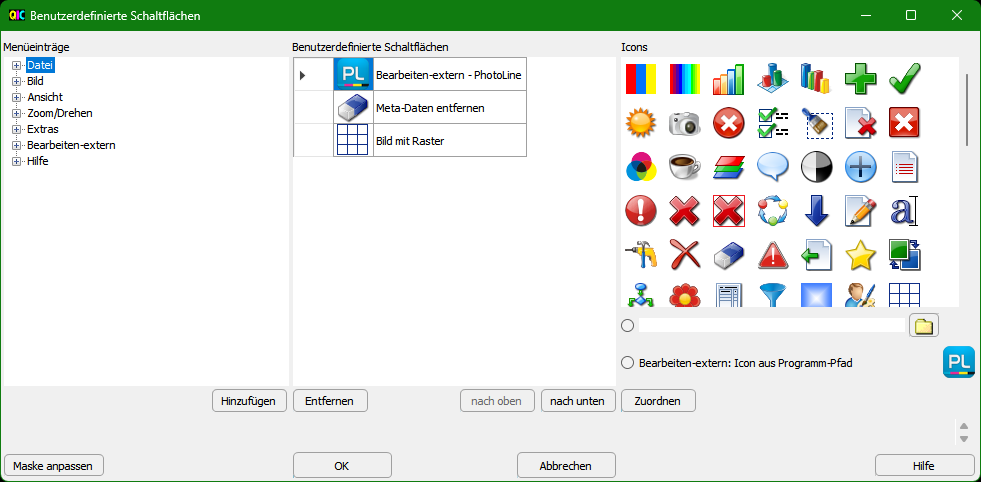 QIC Benutzerdefinierte Schaltflächen
Menüeinträge
Datei
Bild
Ansicht
Zoom/Drehen
Extras
Bearbeiten-extern
Hilfe
Benutzerdefinierte Schaltflächen
PL Bearbeiten-extern - PhotoLine
Meta-Daten entfernen
Bild mit Raster
Icons
a
Bearbeiten-extern: Icon aus Programm-Pfad
PL
Hinzufügen
Entfernen
nach oben
nach unten
Zuordnen
Maske anpassen
OK
Abbrechen
Hilfe